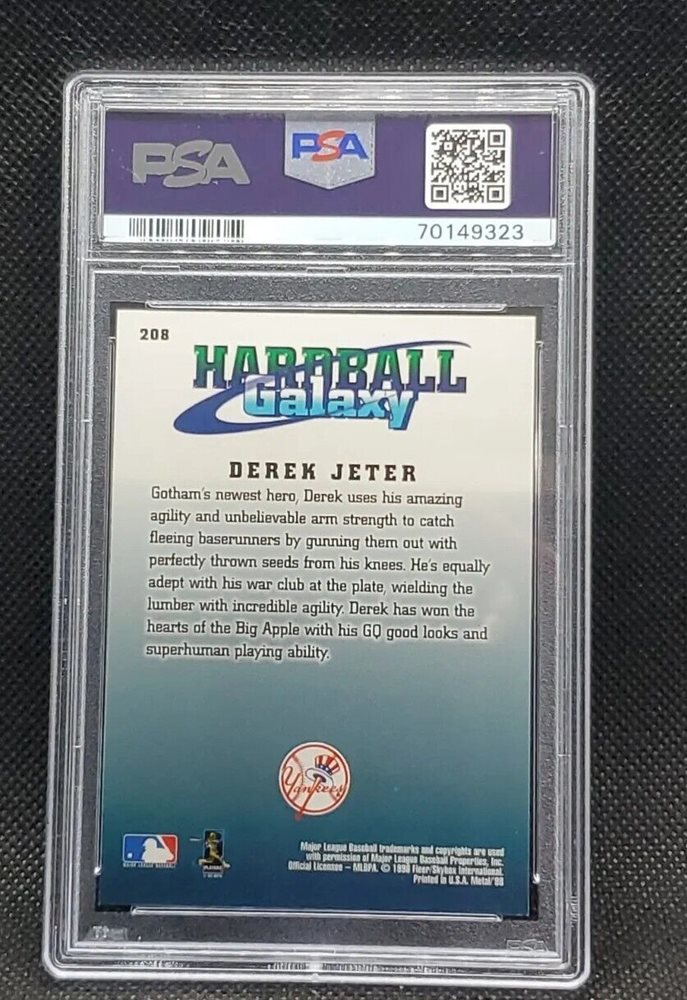 PSA PSA
70149323
208
HARDBALL
Galaxy
DEREK JETER
Gotham's newest hero, Derek uses his amazing
agility and unbelievable arm strength to catch
fleeing baserunners by gunning them out with
perfectly thrown seeds from his knees. He's equally
adept with his war club at the plate, wielding the
lumber with incredible agility. Derek has won the
hearts of the Big Apple with his GQ good looks and
superhuman playing ability.
Yankees
Major League Baseball trademarks and copyrights are used
with permission of Major League Baseball Properties, Inc.
Official Licensee – MLBPA. © 1998 Fleer/Skybox International.
Printed in U.S.A. Metal'98